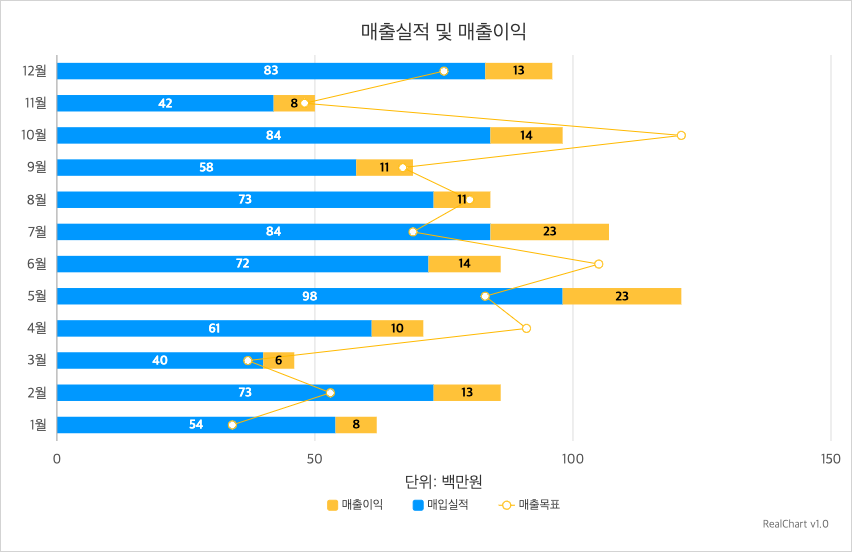 매출실적 및 매출이익
12월 83 13
11월 42 8
10월 84 14
9월 58 11
8월 73 11
7월 84 23
6월 72 14
5월 98 23
4월 61 10
3월 40 6
2월 73 13
1월 54 8
0 50 100 150
단위: 백만원
매출이익 매입실적 매출목표
RealChart v1.0